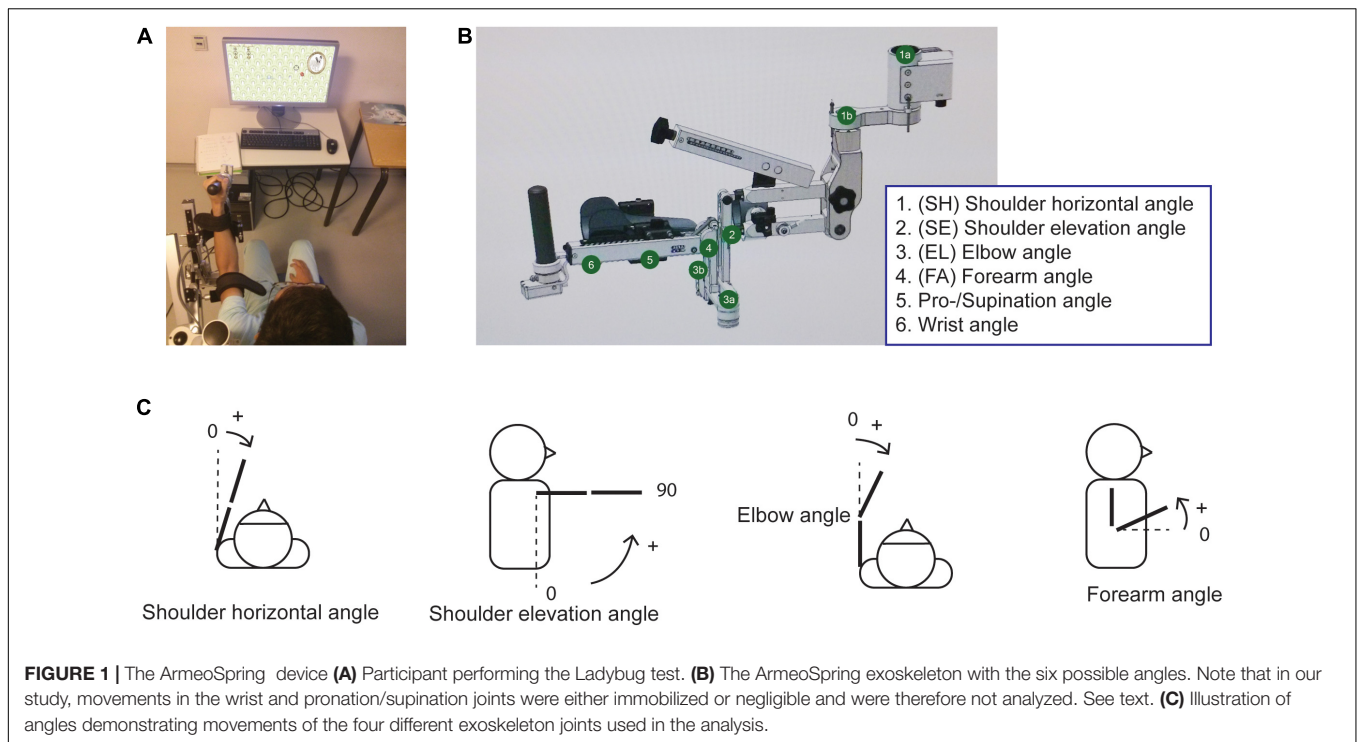 A
B
1a
1b
2
4
5
6
3b
3a
1. (SH) Shoulder horizontal angle
2. (SE) Shoulder elevation angle
3. (EL) Elbow angle
4. (FA) Forearm angle
5. Pro-/Supination angle
6. Wrist angle
C
0 +
Shoulder horizontal angle
90
+
0
Shoulder elevation angle
0 +
Elbow angle
+
0
Forearm angle
FIGURE 1 | The ArmeoSpring device (A) Participant performing the Ladybug test. (B) The ArmeoSpring exoskeleton with the six possible angles. Note that in our
study, movements in the wrist and pronation/supination joints were either immobilized or negligible and were therefore not analyzed. See text. (C) Illustration of
angles demonstrating movements of the four different exoskeleton joints used in the analysis.